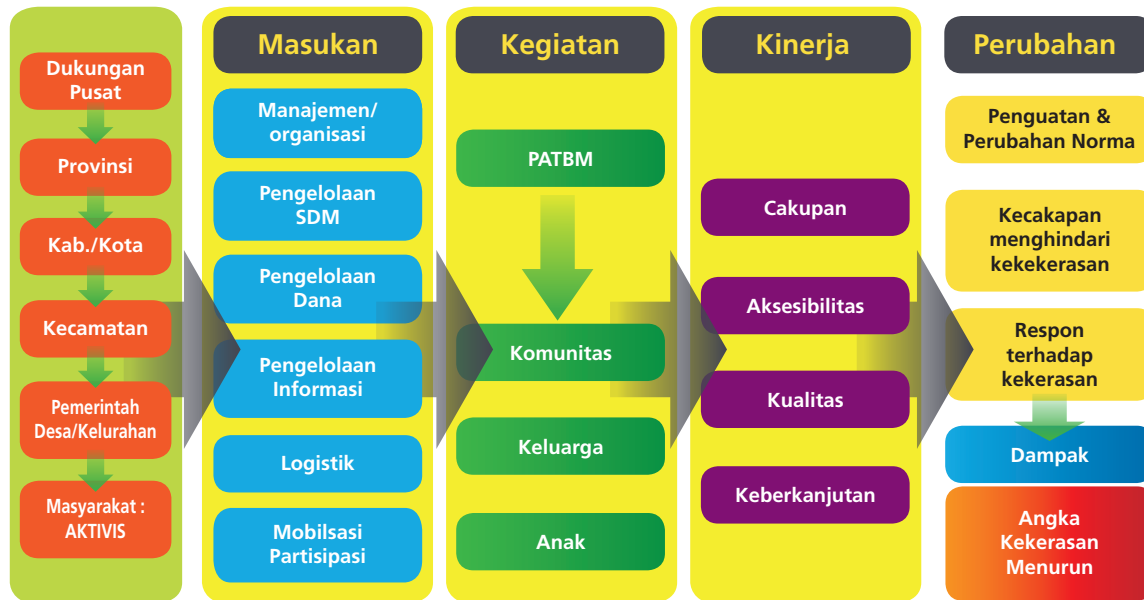 Dukungan
Pusat
Provinsi
Kab./Kota
Kecamatan
Pemerintah
Desa/Kelurahan
Masyarakat :
AKTIVIS
Masukan
Manajemen/
organisasi
Pengelolaan
SDM
Pengelolaan
Dana
Pengelolaan
Informasi
Logistik
Mobilsasi
Partisipasi
Kegiatan
PATBM
Komunitas
Keluarga
Anak
Kinerja
Cakupan
Aksesibilitas
Kualitas
Keberkanjutan
Perubahan
Penguatan &
Perubahan Norma
Kecakapan
menghindari
kekekerasan
Respon
terhadap
kekerasan
Dampak
Angka
Kekerasan
Menurun